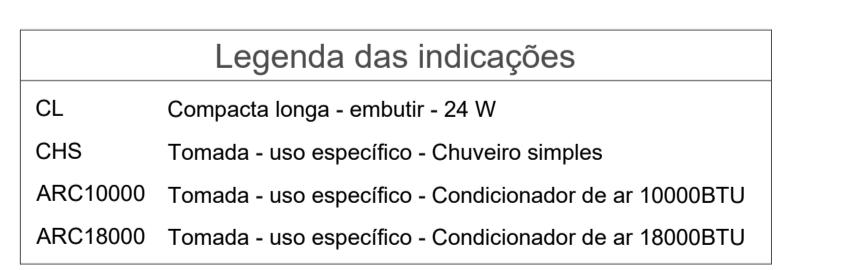 Legenda das indicações
CL Compacta longa - embutir - 24 W
CHS Tomada - uso específico - Chuveiro simples
ARC10000 Tomada - uso específico - Condicionador de ar 10000BTU
ARC18000 Tomada - uso específico - Condicionador de ar 18000BTU